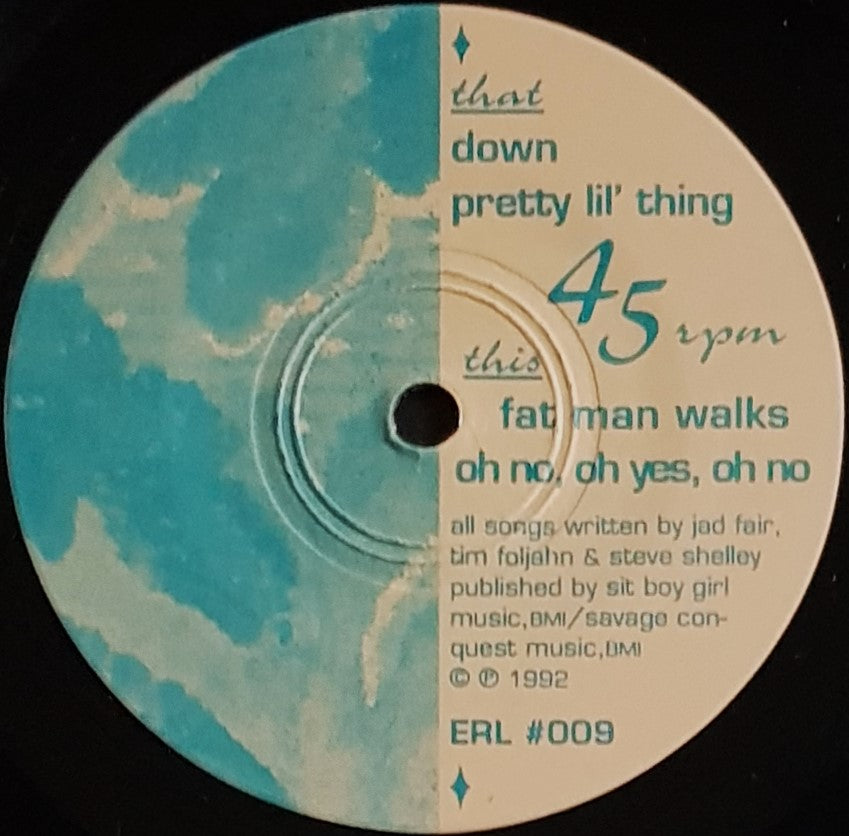 that
down
pretty lil' thing
45 rpm
this
fat man walks
oh no, oh yes, oh no
all songs written by jad fair,
tim foljahn & steve shelley
published by sit boy girl
music,BMI/savage con-
quest music,BMI
© ℗ 1992
ERL #009